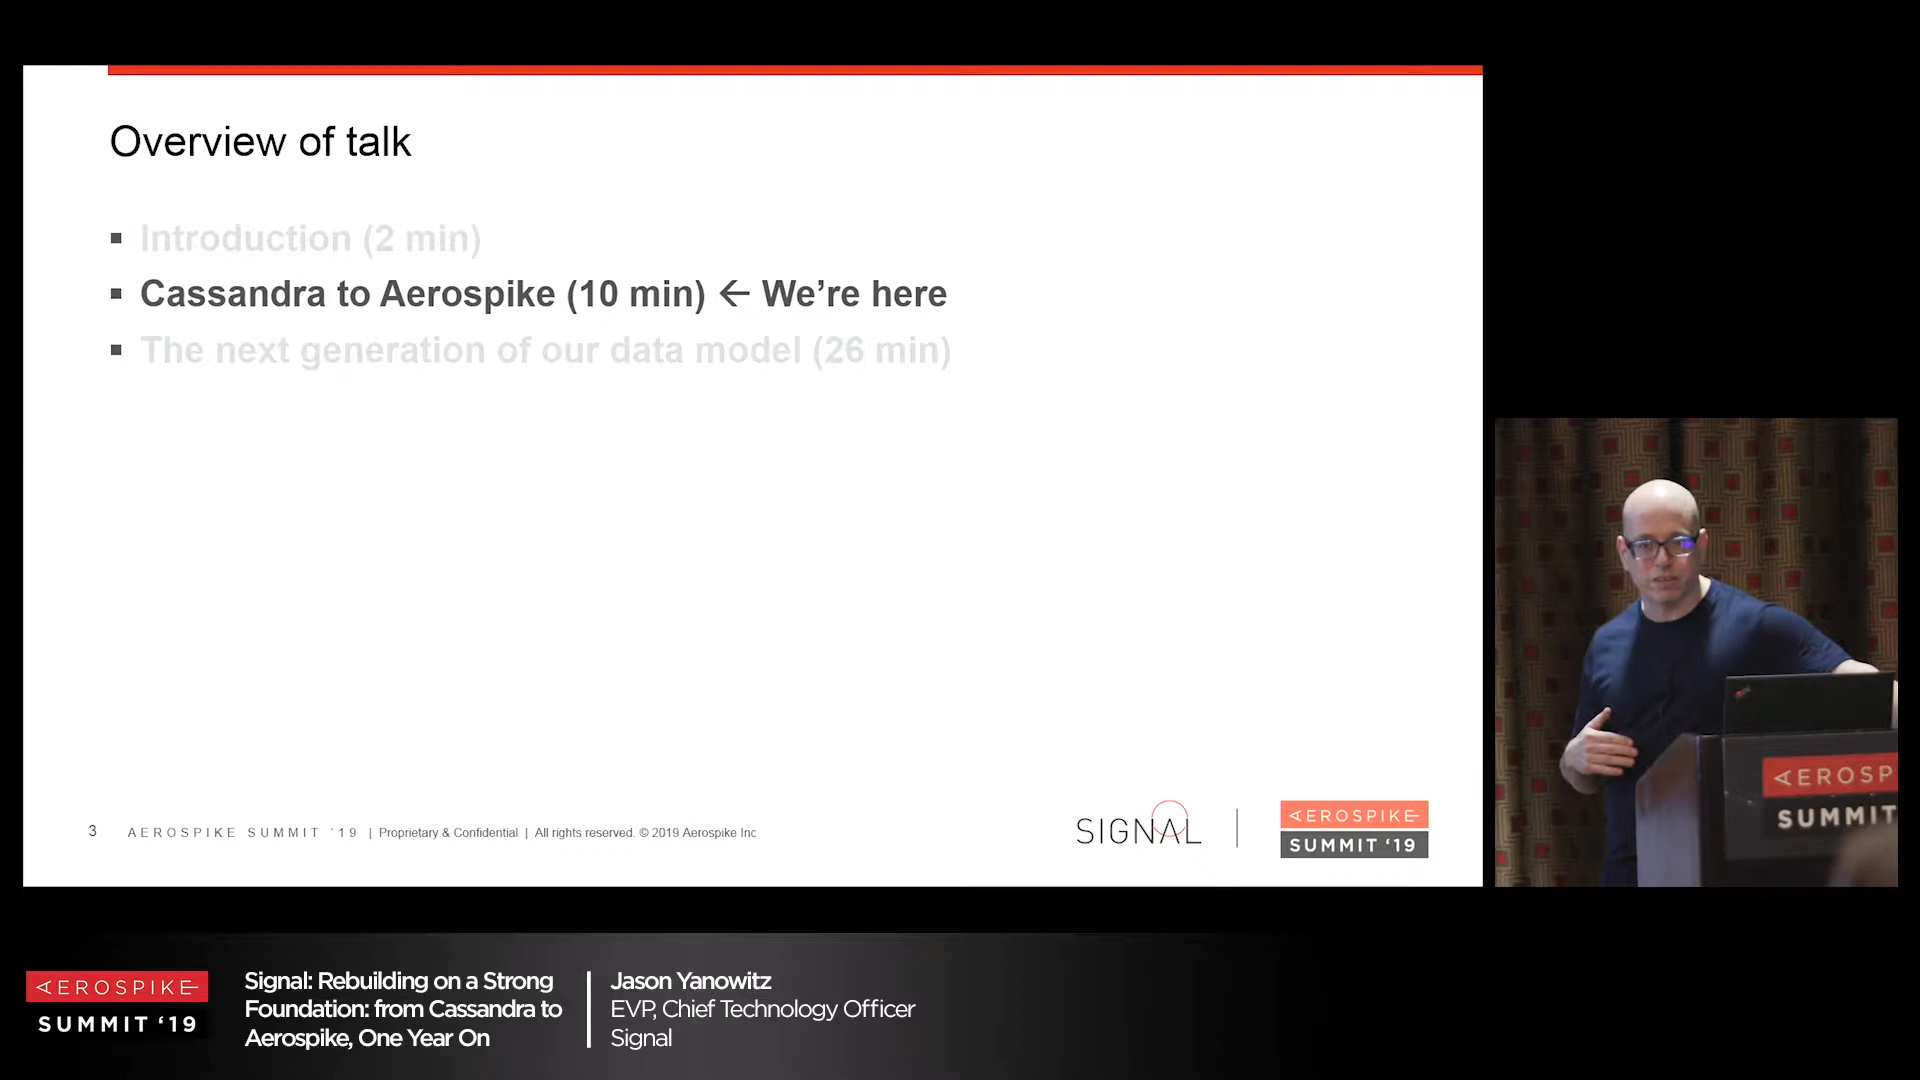 Overview of talk
▪ Introduction (2 min)
▪ Cassandra to Aerospike (10 min) ← We’re here
▪ The next generation of our data model (26 min)
3 AEROSPIKE SUMMIT ’19 | Proprietary & Confidential | All rights reserved. © 2019 Aerospike Inc
SIGNAL
AEROSPIKE
SUMMIT ‘19
AEROSP
SUMMIT
AEROSPIKE
SUMMIT ‘19
Signal: Rebuilding on a Strong
Foundation: from Cassandra to
Aerospike, One Year On
Jason Yanowitz
EVP, Chief Technology Officer
Signal